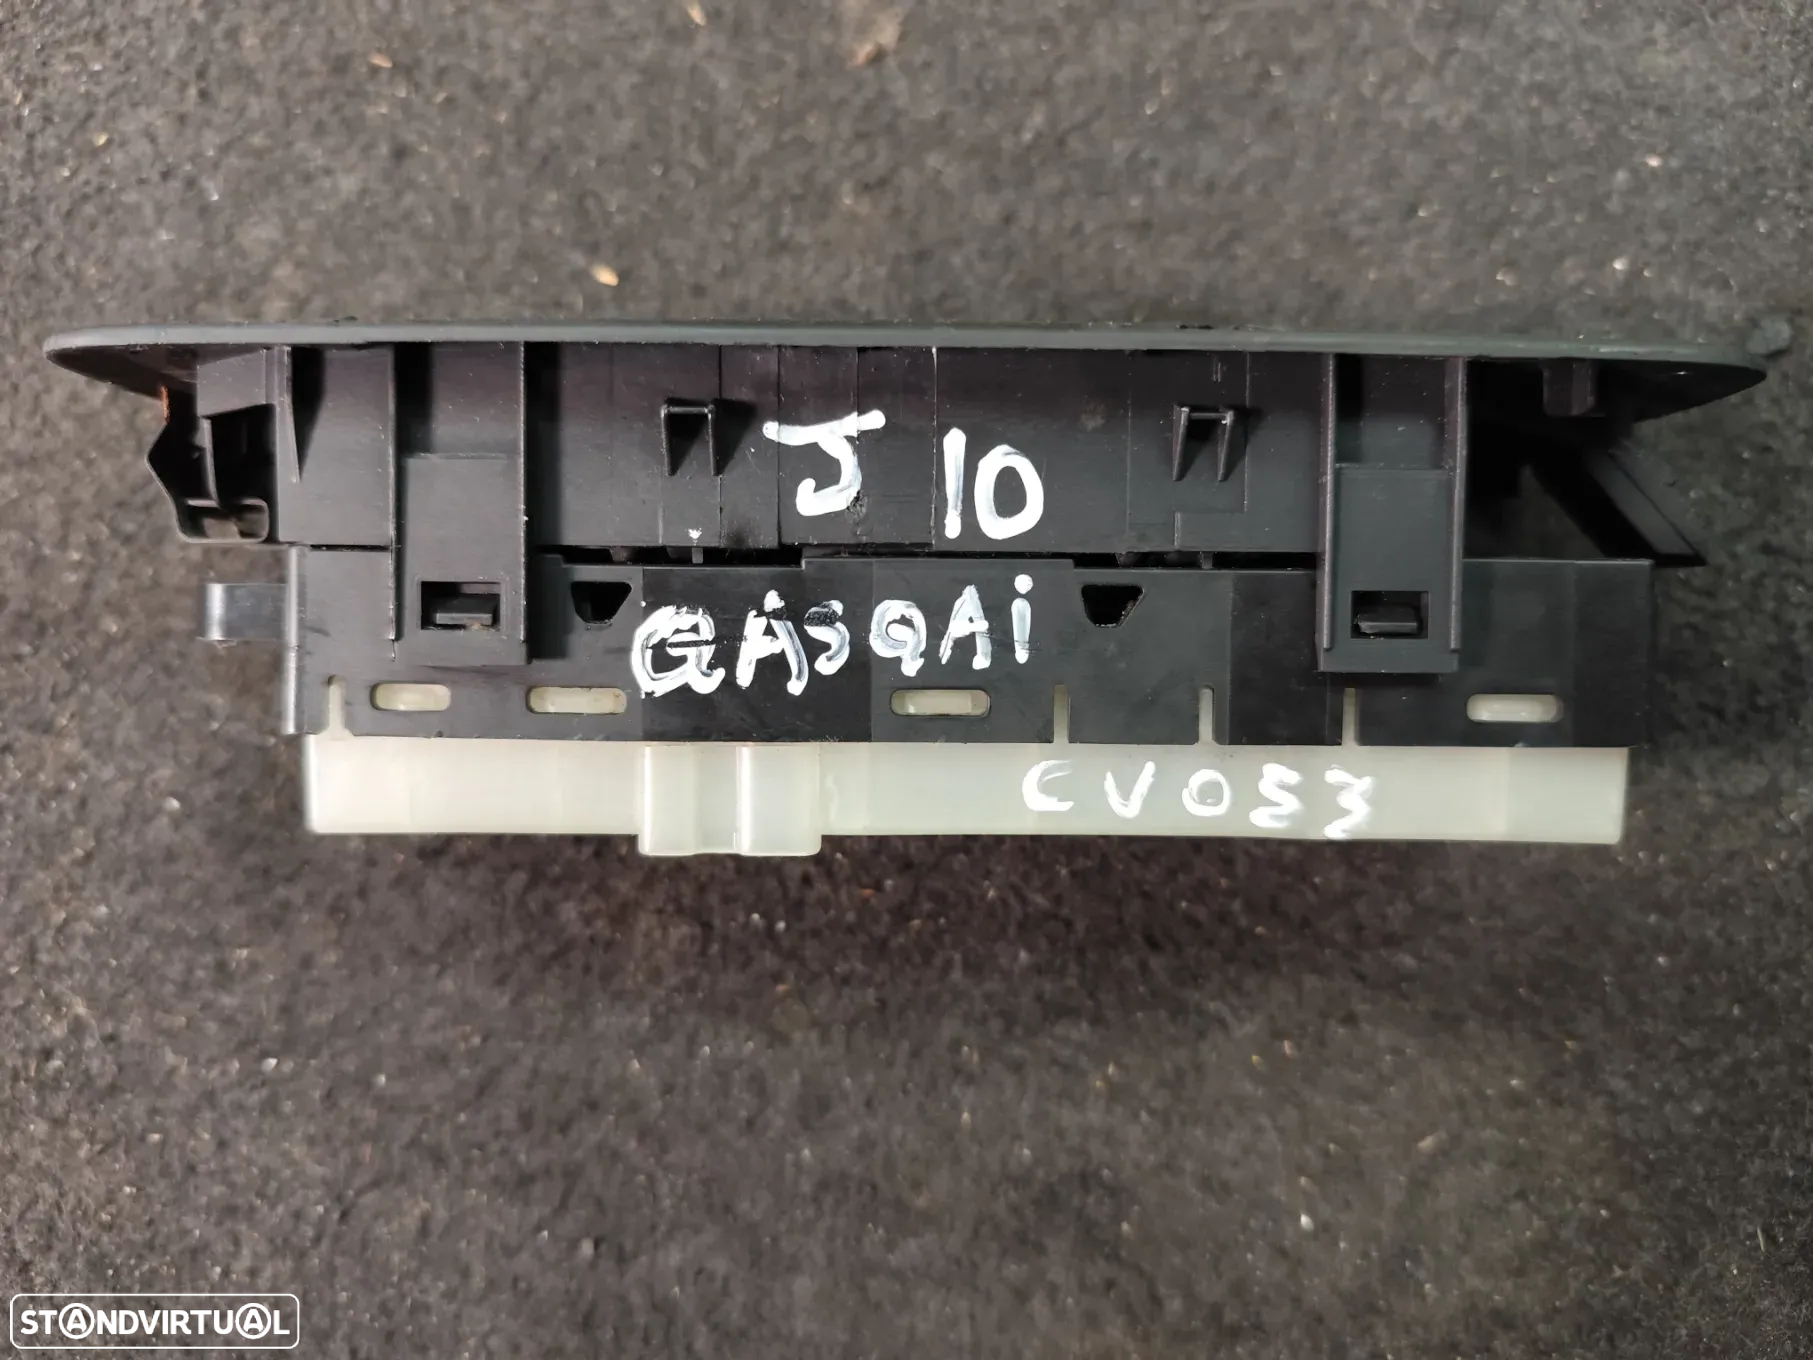 J 10
QASQAi
CV053
STANDVIRTUAL